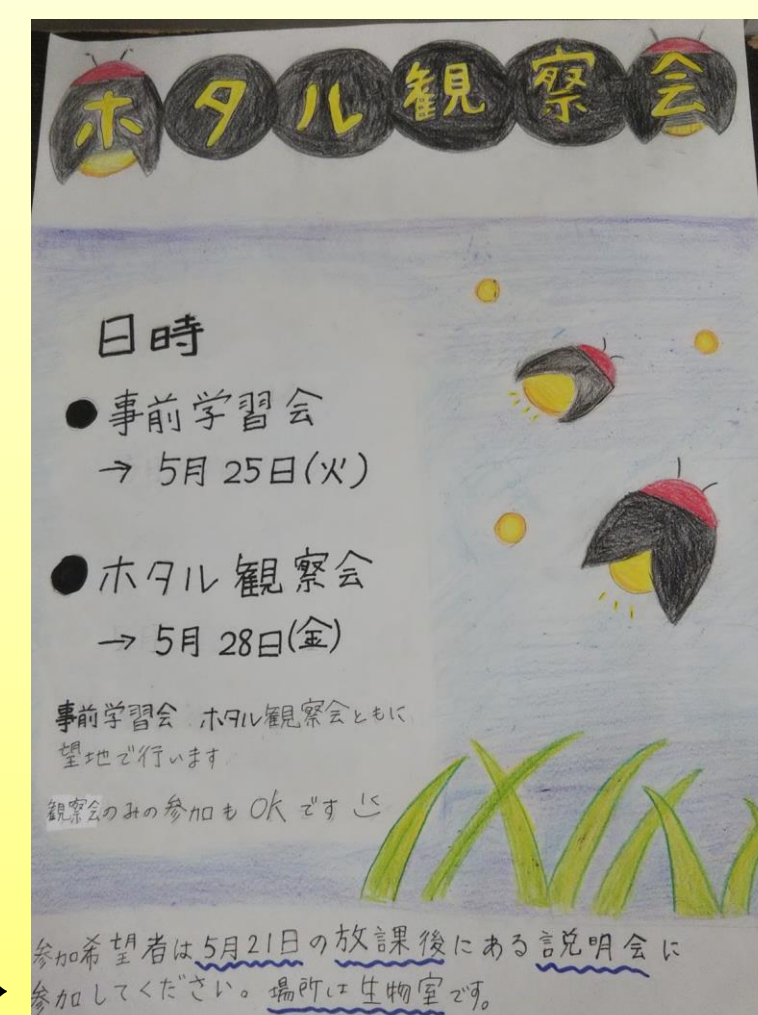 ホタル観察会
日時
●事前学習会
→ 5月25日(火)
●ホタル観察会
→ 5月28日(金)
事前学習会 ホタル観察会ともに
望地で行います
観察会のみの参加も OK です
参加希望者は5月21日の放課後にある説明会に
参加してください。場所は生物室です。